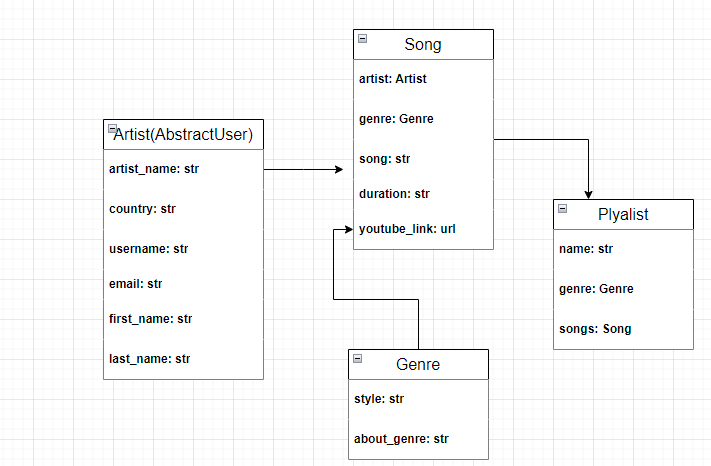 Song
artist: Artist
genre: Genre
song: str
duration: str
youtube_link: url
Artist(AbstractUser)
artist_name: str
country: str
username: str
email: str
first_name: str
last_name: str
Plyalist
name: str
genre: Genre
songs: Song
Genre
style: str
about_genre: str